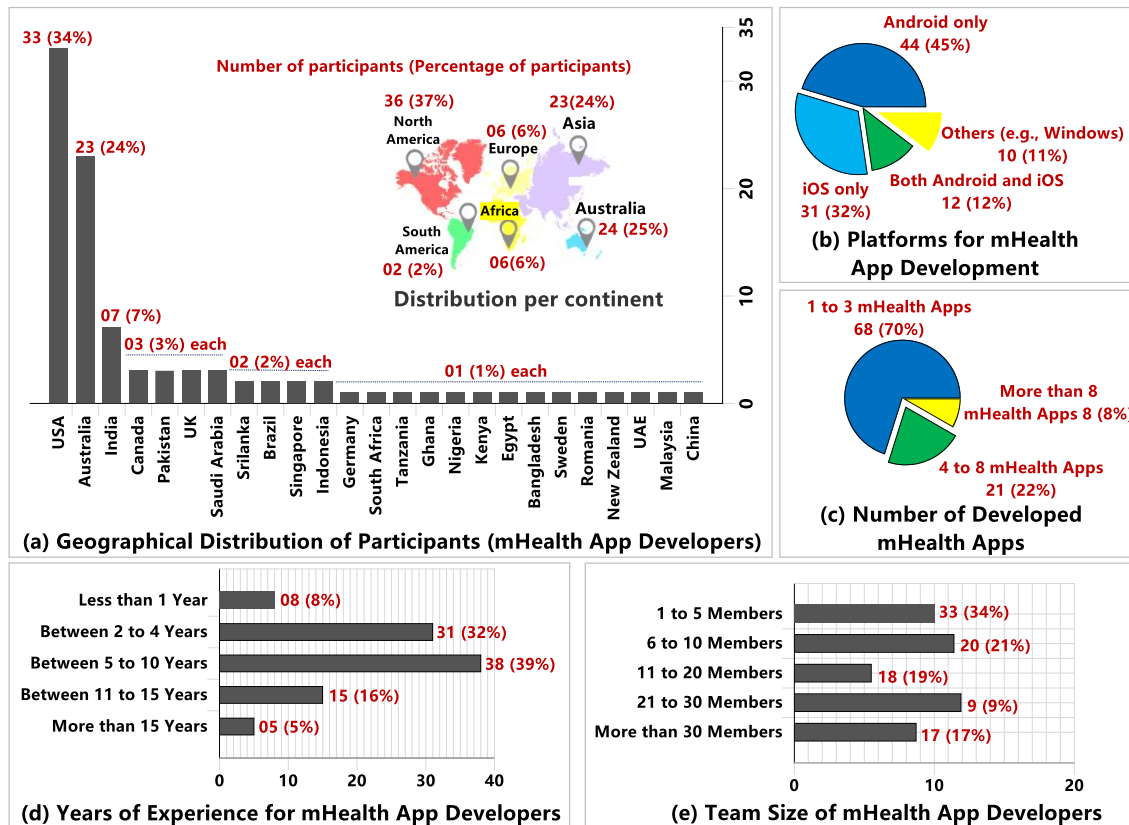 33 (34%)
23 (24%)
07 (7%)
03 (3%) each
02 (2%) each
01 (1%) each
35
30
20
10
0
Number of participants (Percentage of participants)
36 (37%)
North
America
06 (6%)
Europe
23(24%)
Asia
Africa
06(6%)
Australia
24 (25%)
South
America
02 (2%)
Distribution per continent
USA
Australia
India
Canada
Pakistan
UK
Saudi Arabia
Srilanka
Brazil
Singapore
Indonesia
Germany
South Africa
Tanzania
Ghana
Nigeria
Kenya
Egypt
Bangladesh
Sweden
Romania
New Zealand
UAE
Malaysia
China
(a) Geographical Distribution of Participants (mHealth App Developers)
Android only
44 (45%)
Others (e.g., Windows)
10 (11%)
Both Android and iOS
12 (12%)
iOS only
31 (32%)
(b) Platforms for mHealth
App Development
1 to 3 mHealth Apps
68 (70%)
More than 8
mHealth Apps 8 (8%)
4 to 8 mHealth Apps
21 (22%)
(c) Number of Developed
mHealth Apps
Less than 1 Year 08 (8%)
Between 2 to 4 Years 31 (32%)
Between 5 to 10 Years 38 (39%)
Between 11 to 15 Years 15 (16%)
More than 15 Years 05 (5%)
0 10 20 30 40
(d) Years of Experience for mHealth App Developers
1 to 5 Members 33 (34%)
6 to 10 Members 20 (21%)
11 to 20 Members 18 (19%)
21 to 30 Members 9 (9%)
More than 30 Members 17 (17%)
0 10 20
(e) Team Size of mHealth App Developers